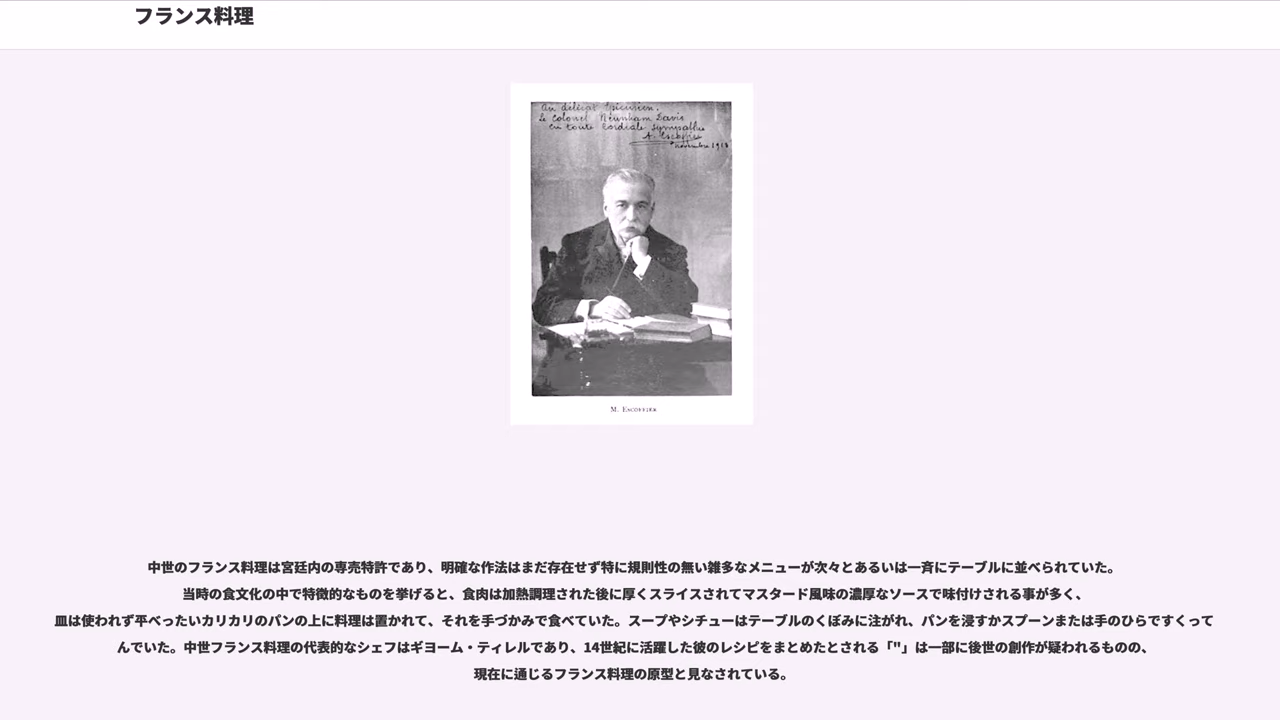 フランス料理
Au délicat Epicurien,
Le Colonel Newnham Davis
En toute Cordiale Sympathie
A. Escoffier
Novembre 1913
M. Escoffier
中世のフランス料理は宮廷内の専売特許であり、明確な作法はまだ存在せず特に規則性の無い雑多なメニューが次々とあるいは一斉にテーブルに並べられていた。
当時の食文化の中で特徴的なものを挙げると、食肉は加熱調理された後に厚くスライスされてマスタード風味の濃厚なソースで味付けされる事が多く、
皿は使われず平べったいカリカリのパンの上に料理は置かれて、それを手づかみで食べていた。スープやシチューはテーブルのくぼみに注がれ、パンを浸すかスプーンまたは手のひらですくって
んでいた。中世フランス料理の代表的なシェフはギヨーム・ティレルであり、14世紀に活躍した彼のレシピをまとめたとされる「"」は一部に後世の創作が疑われるものの、
現在に通じるフランス料理の原型と見なされている。